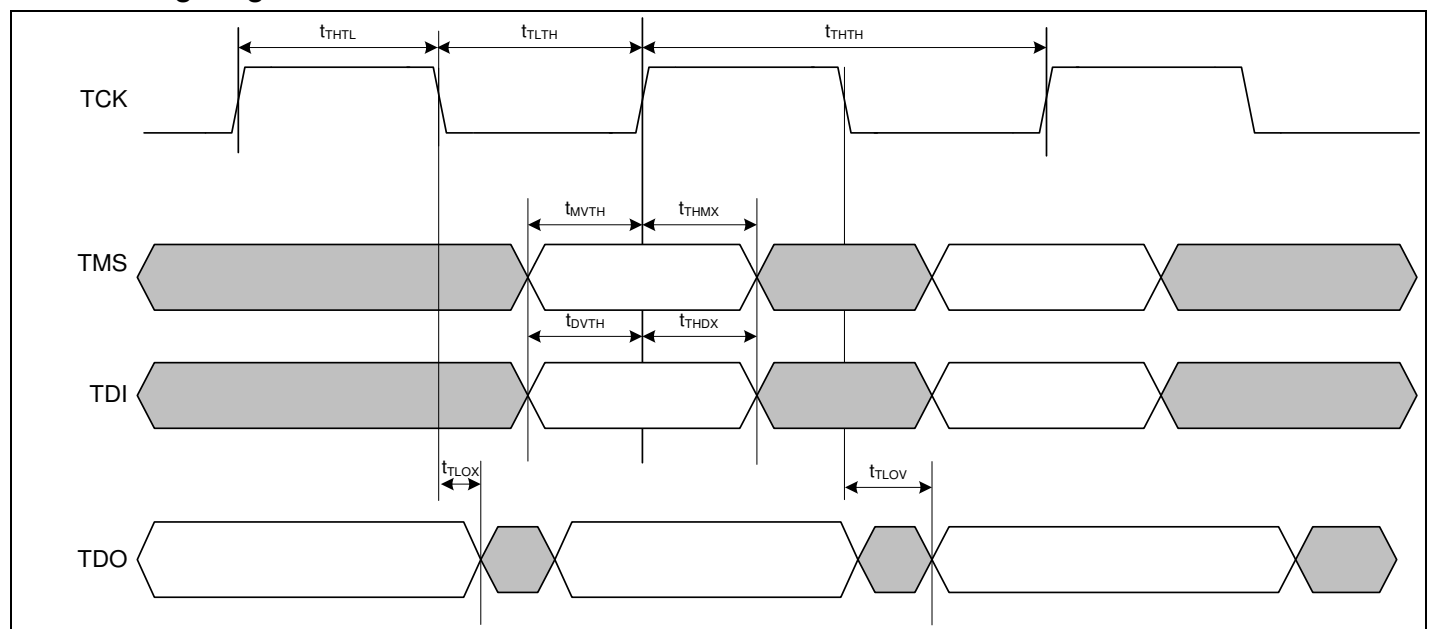 tTHTL tTLTH tTHTH
TCK
tMVTH tTHMX
TMS
tDVTH tTHDX
TDI
tTLOX tTLOV
TDO